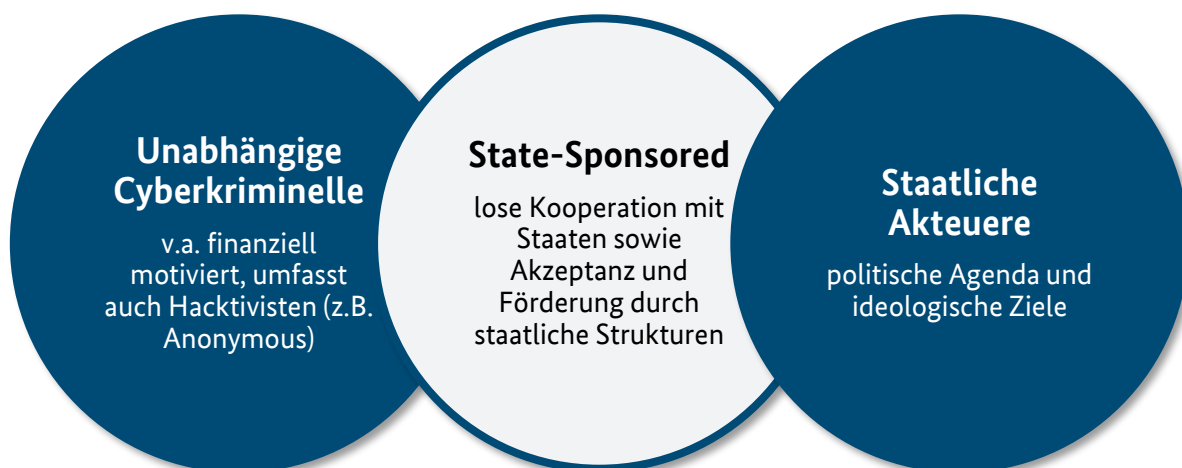 Unabhängige
Cyberkriminelle
v.a. finanziell
motiviert, umfasst
auch Hacktivisten (z.B.
Anonymous)
State-Sponsored
lose Kooperation mit
Staaten sowie
Akzeptanz und
Förderung durch
staatliche Strukturen
Staatliche
Akteuere
politische Agenda und
ideologische Ziele